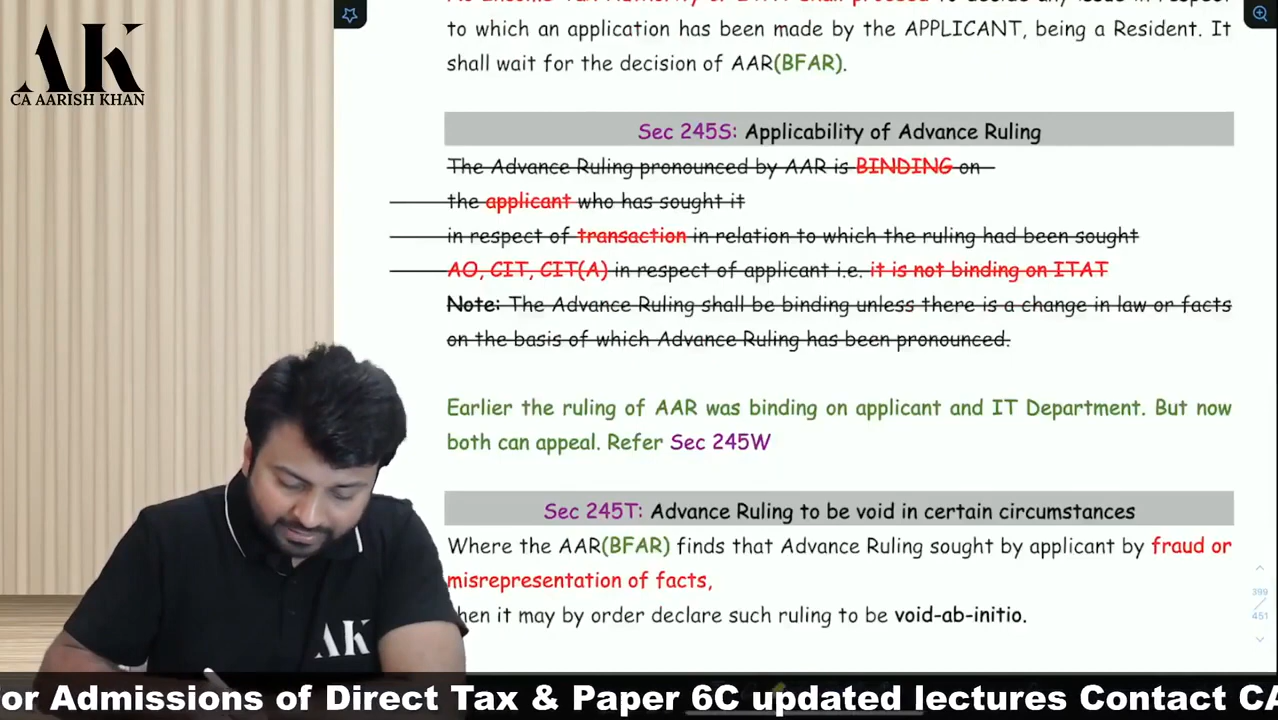 to which an application has been made by the APPLICANT, being a Resident. It
shall wait for the decision of AAR(BFAR).
AK
CA AARISH KHAN
Sec 245S: Applicability of Advance Ruling
The Advance Ruling pronounced by AAR is BINDING on
the applicant who has sought it
in respect of transaction in relation to which the ruling had been sought
AO, CIT, CIT(A) in respect of applicant i.e. it is not binding on ITAT
Note: The Advance Ruling shall be binding unless there is a change in law or facts
on the basis of which Advance Ruling has been pronounced.
Earlier the ruling of AAR was binding on applicant and IT Department. But now
both can appeal. Refer Sec 245W
Sec 245T: Advance Ruling to be void in certain circumstances
Where the AAR(BFAR) finds that Advance Ruling sought by applicant by fraud or
misrepresentation of facts,
hen it may by order declare such ruling to be void-ab-initio.
399
451
AK
or Admissions of Direct Tax & Paper 6C updated lectures Contact CA